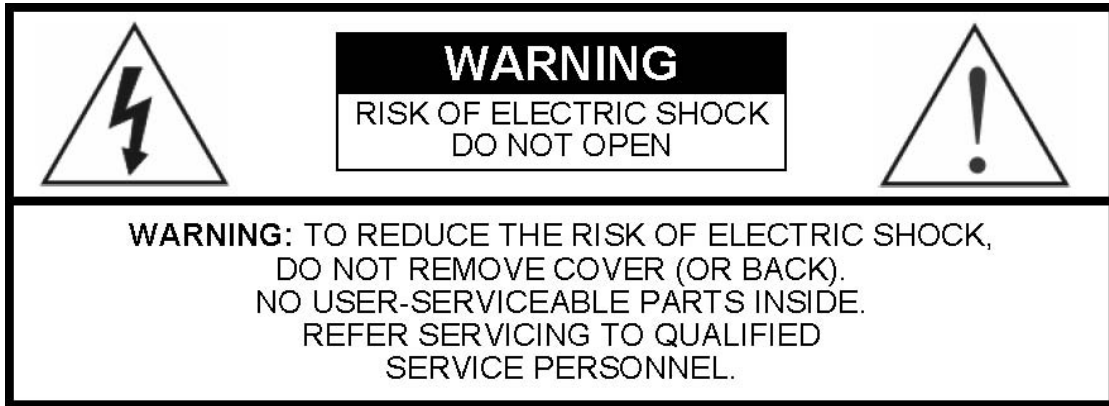 WARNING
RISK OF ELECTRIC SHOCK
DO NOT OPEN
WARNING: TO REDUCE THE RISK OF ELECTRIC SHOCK,
DO NOT REMOVE COVER (OR BACK).
NO USER-SERVICEABLE PARTS INSIDE.
REFER SERVICING TO QUALIFIED
SERVICE PERSONNEL.